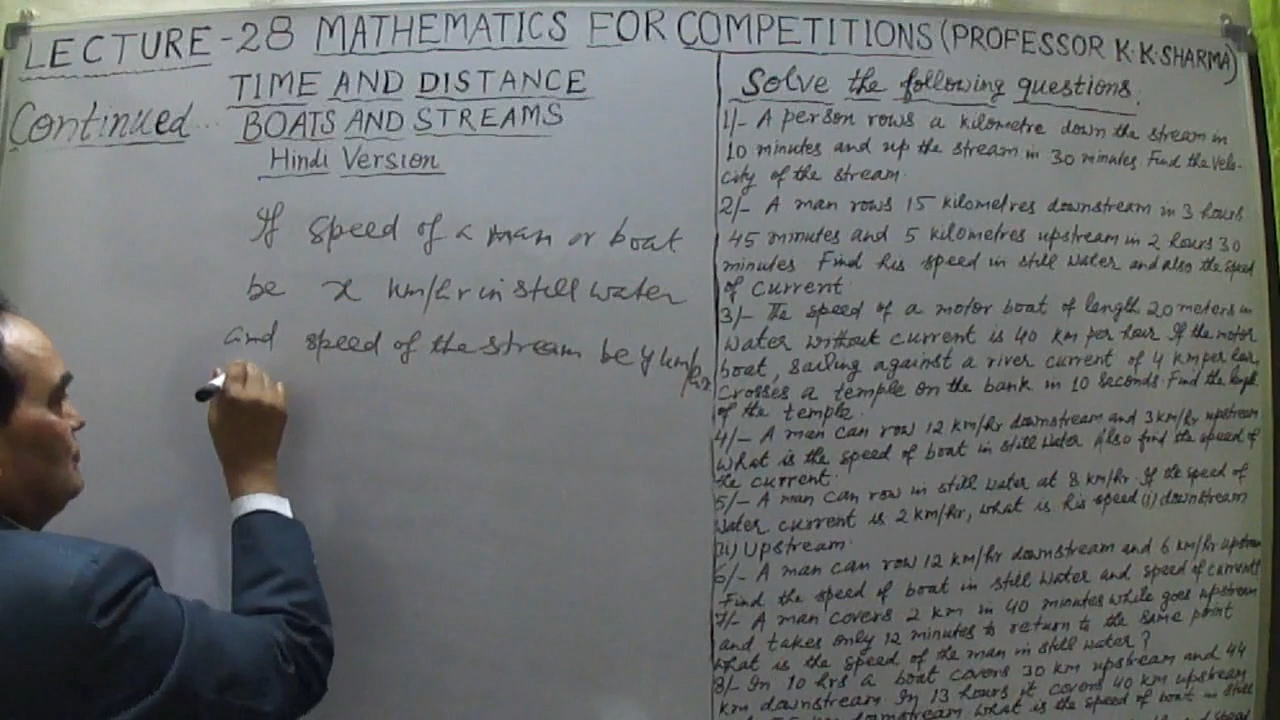 LECTURE-28 MATHEMATICS FOR COMPETITIONS (PROFESSOR K·K·SHARMA)
TIME AND DISTANCE
Continued... BOATS AND STREAMS
Hindi Version
If speed of a man or boat
be x km/hr in still water
and speed of the stream be y km/hr
Solve the following questions.
1/- A person rows a kilometre down the stream in
10 minutes and up the stream in 30 minutes. Find the velo-
city of the stream.
2/- A man rows 15 kilometres downstream in 3 hours
45 minutes and 5 kilometres upstream in 2 hours 30
minutes. Find his speed in still water and also the speed
of current.
3/- The speed of a motor boat of length 20 meters in
water without current is 40 km per hour. If the motor
boat, sailing against a river current of 4 km per hour,
crosses a temple on the bank in 10 seconds. Find the length
of the temple.
4/- A man can row 12 km/hr downstream and 3 km/hr upstream
What is the speed of boat in still water. Also find the speed of
the current.
5/- A man can row in still water at 8 km/hr. If the speed of
water current is 2 km/hr, what is his speed (i) downstream
(ii) Upstream.
6/- A man can row 12 km/hr downstream and 6 km/hr upstream
Find the speed of boat in still water and speed of current?
7/- A man covers 2 km in 40 minutes while goes upstream
and takes only 12 minutes to return to the same point
what is the speed of the man in still water?
8/- In 10 hrs a boat covers 30 km upstream and 44
km downstream. In 13 hours it covers 40 km upstream
downstream what is the speed of boat in still